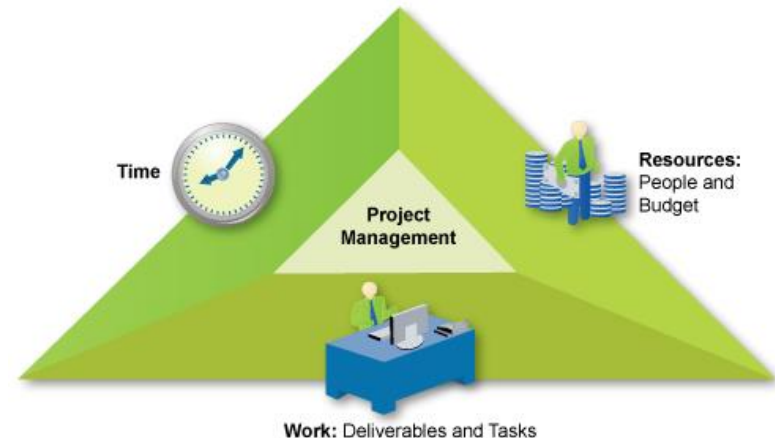 Time
Resources:
People and
Budget
Project
Management
Work: Deliverables and Tasks